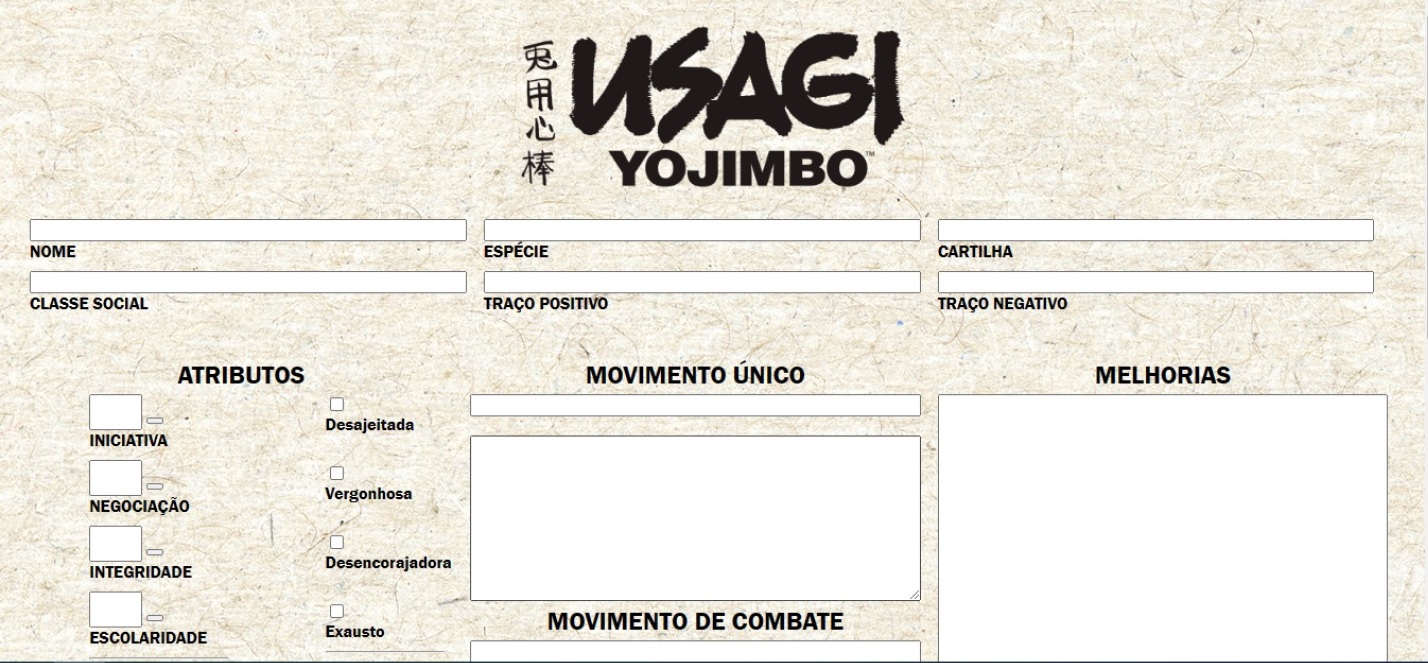 兎用心棒
USAGI
YOJIMBO™
NOME
ESPÉCIE
CARTILHA
CLASSE SOCIAL
TRAÇO POSITIVO
TRAÇO NEGATIVO
ATRIBUTOS
MOVIMENTO ÚNICO
MELHORIAS
Desajeitada
INICIATIVA
Vergonhosa
NEGOCIAÇÃO
Desencorajadora
INTEGRIDADE
Exausto
ESCOLARIDADE
MOVIMENTO DE COMBATE